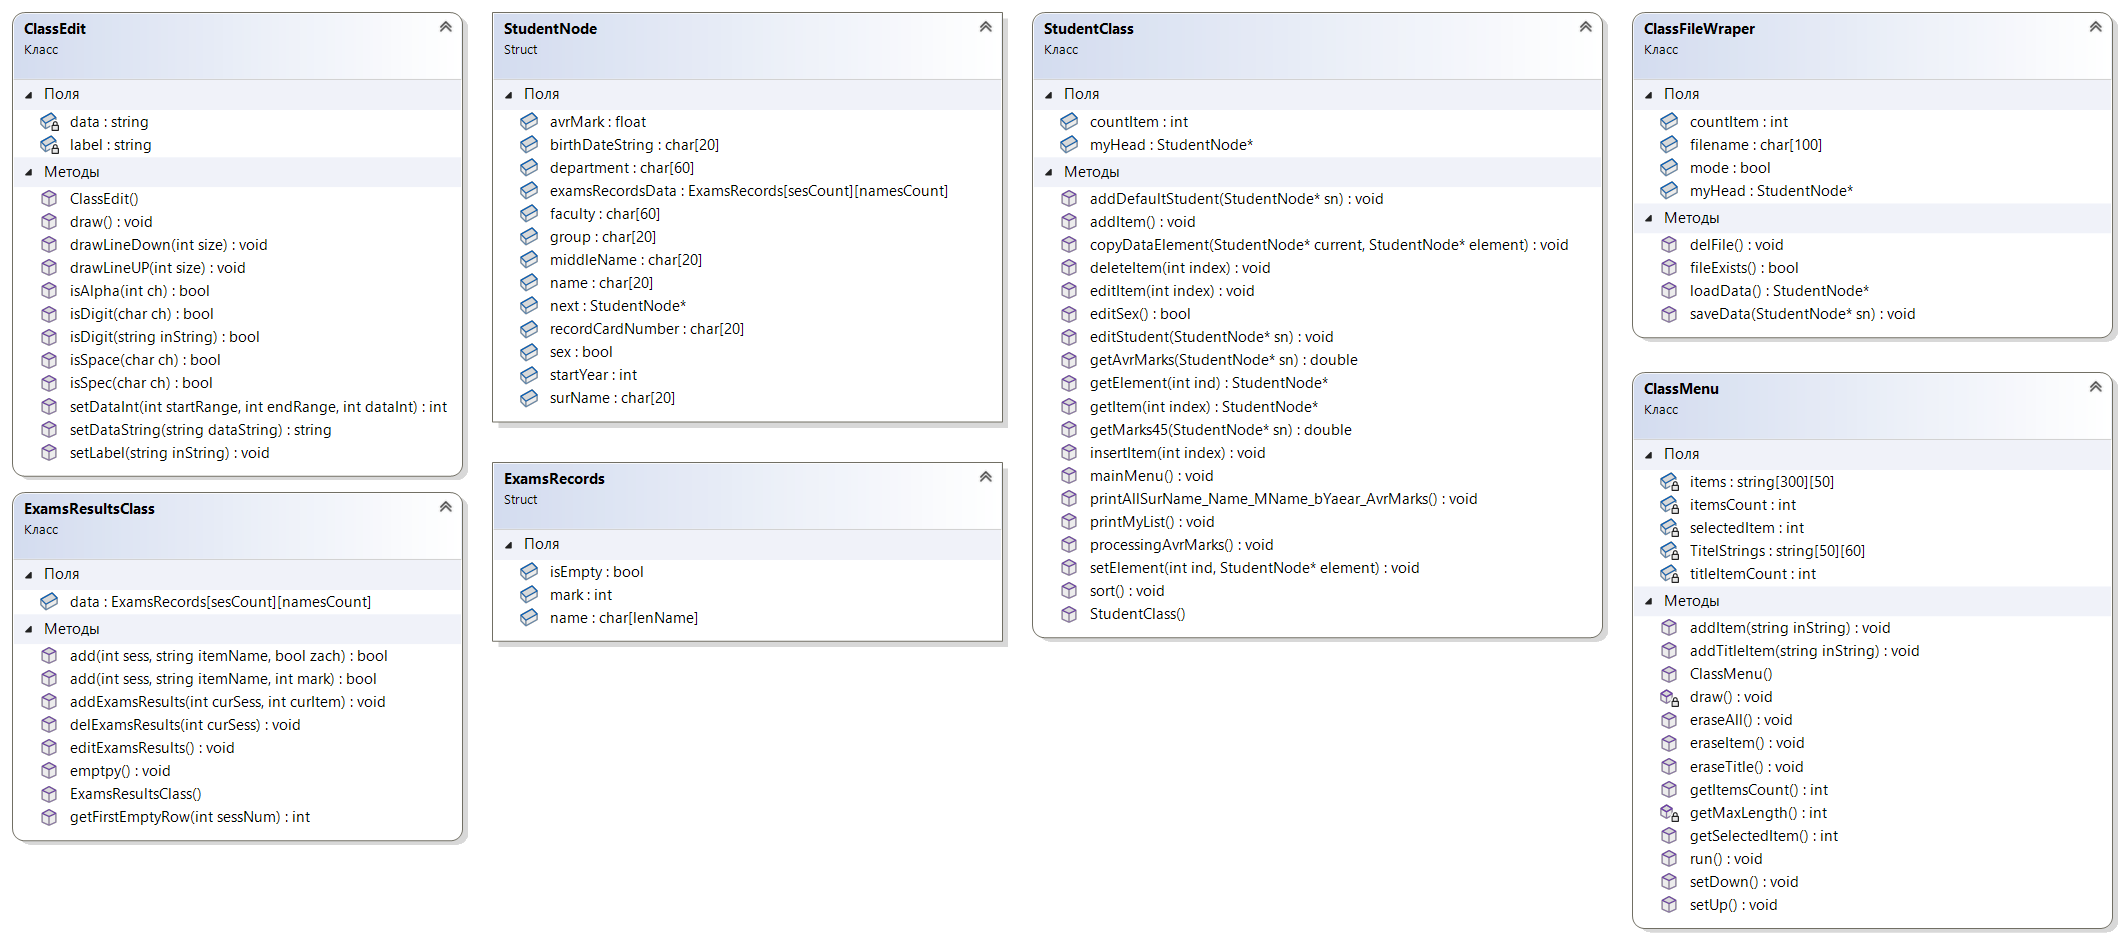 ClassEdit
Класс
Поля
data : string
label : string
Методы
ClassEdit()
draw() : void
drawLineDown(int size) : void
drawLineUP(int size) : void
isAlpha(int ch) : bool
isDigit(char ch) : bool
isDigit(string inString) : bool
isSpace(char ch) : bool
isSpec(char ch) : bool
setDataInt(int startRange, int endRange, int dataInt) : int
setDataString(string dataString) : string
setLabel(string inString) : void
ExamsResultsClass
Класс
Поля
data : ExamsRecords[sesCount][namesCount]
Методы
add(int sess, string itemName, bool zach) : bool
add(int sess, string itemName, int mark) : bool
addExamsResults(int curSess, int curItem) : void
delExamsResults(int curSess) : void
editExamsResults() : void
emptpy() : void
ExamsResultsClass()
getFirstEmptyRow(int sessNum) : int
StudentNode
Struct
Поля
avrMark : float
birthDateString : char[20]
department : char[60]
examsRecordsData : ExamsRecords[sesCount][namesCount]
faculty : char[60]
group : char[20]
middleName : char[20]
name : char[20]
next : StudentNode*
recordCardNumber : char[20]
sex : bool
startYear : int
surName : char[20]
ExamsRecords
Struct
Поля
isEmpty : bool
mark : int
name : char[lenName]
StudentClass
Класс
Поля
countItem : int
myHead : StudentNode*
Методы
addDefaultStudent(StudentNode* sn) : void
addItem() : void
copyDataElement(StudentNode* current, StudentNode* element) : void
deleteItem(int index) : void
editItem(int index) : void
editSex() : bool
editStudent(StudentNode* sn) : void
getAvrMarks(StudentNode* sn) : double
getElement(int ind) : StudentNode*
getItem(int index) : StudentNode*
getMarks45(StudentNode* sn) : double
insertItem(int index) : void
mainMenu() : void
printAllSurName_Name_MName_bYaear_AvrMarks() : void
printMyList() : void
processingAvrMarks() : void
setElement(int ind, StudentNode* element) : void
sort() : void
StudentClass()
ClassFileWraper
Класс
Поля
countItem : int
filename : char[100]
mode : bool
myHead : StudentNode*
Методы
delFile() : void
fileExists() : bool
loadData() : StudentNode*
saveData(StudentNode* sn) : void
ClassMenu
Класс
Поля
items : string[300][50]
itemsCount : int
selectedItem : int
TitelStrings : string[50][60]
titleItemCount : int
Методы
addItem(string inString) : void
addTitleItem(string inString) : void
ClassMenu()
draw() : void
eraseAll() : void
eraseItem() : void
eraseTitle() : void
getItemsCount() : int
getMaxLength() : int
getSelectedItem() : int
run() : void
setDown() : void
setUp() : void